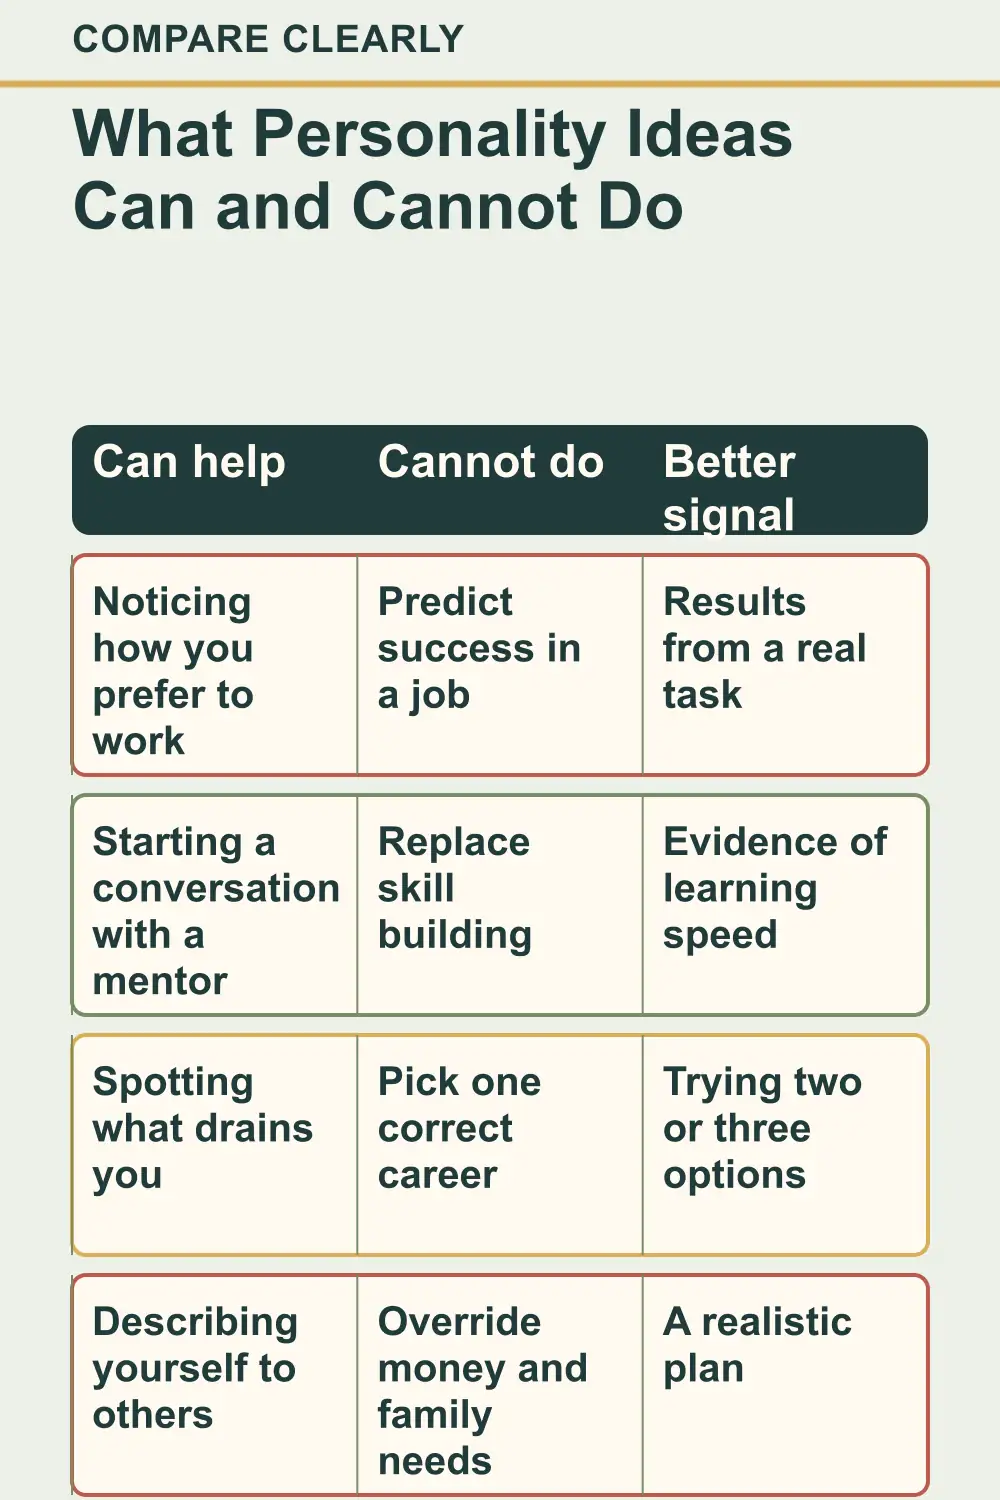 COMPARE CLEARLY
What Personality Ideas
Can and Cannot Do
Can help
Cannot do
Better
signal
Noticing
how you
prefer to
work
Predict
success in
a job
Results
from a real
task
Starting a
conversation
with a
mentor
Replace
skill
building
Evidence of
learning
speed
Spotting
what drains
you
Pick one
correct
career
Trying two
or three
options
Describing
yourself to
others
Override
money and
family
needs
A realistic
plan